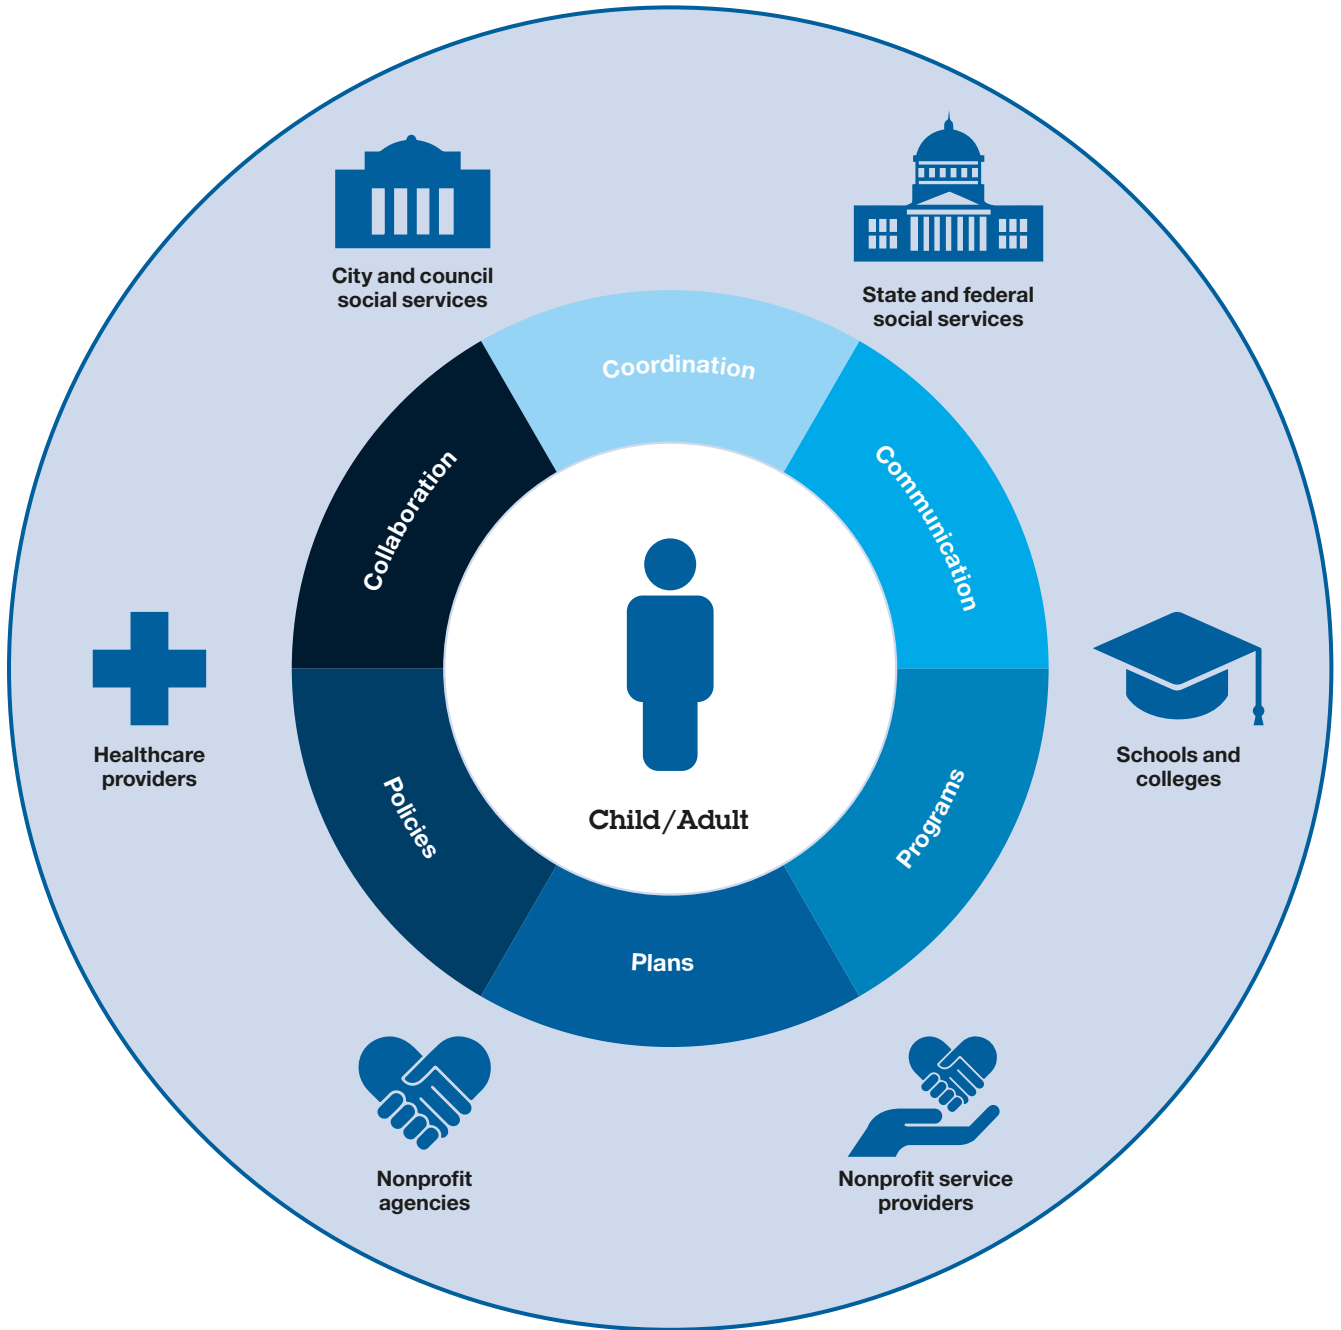 City and council
social services
State and federal
social services
Coordination
Collaboration
Communication
Healthcare
providers
Schools and
colleges
Policies
Programs
Child/Adult
Plans
Nonprofit
agencies
Nonprofit service
providers